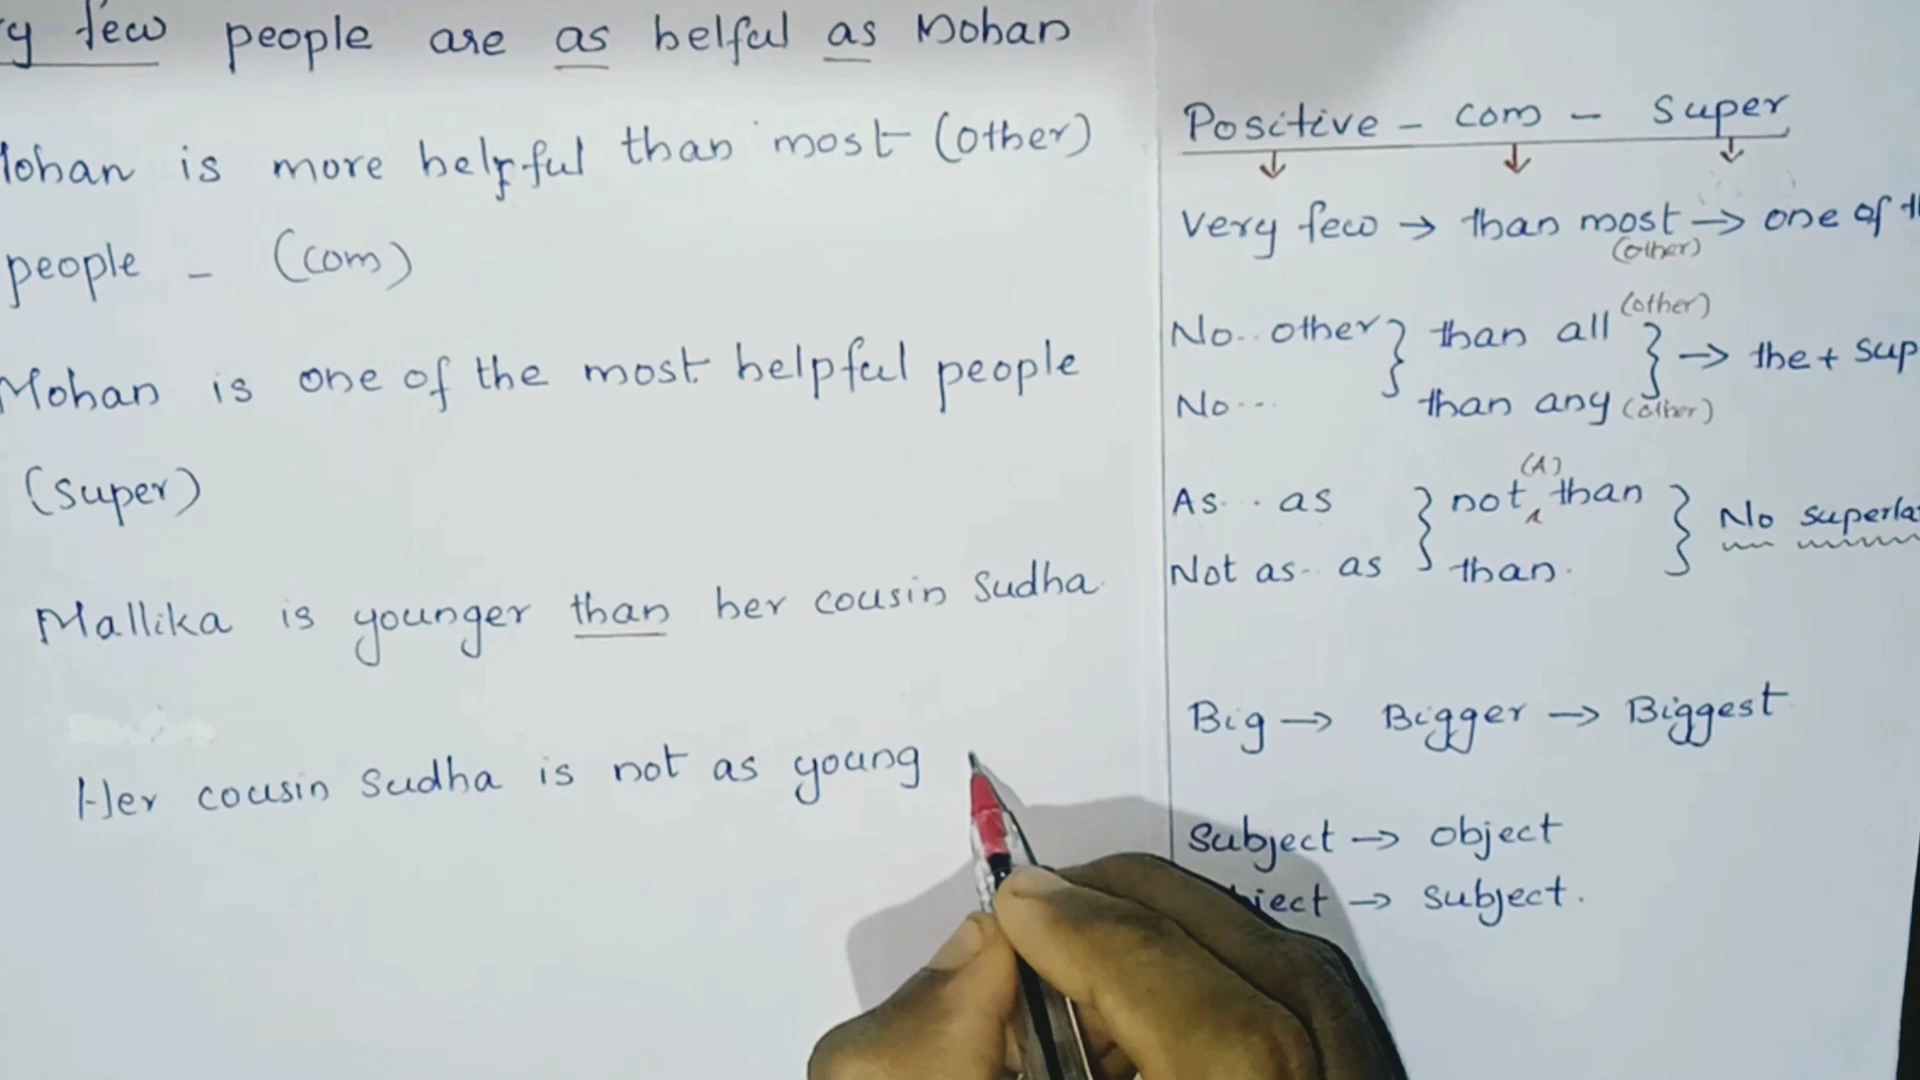 few people are as belful as Mohan
is more helpful than most (other)
people - (com)
Mohan is one of the most helpful people
(super)
Mallika is younger than her cousin Sudha
Her cousin Sudha is not as young
Positive - com - super
Very few → than most → one of
(other)
No.. other } than all (other) } → the + sup
No... than any (other)
As... as } not (A) than } No superla
Not as.. as than.
Big → Bigger → Biggest
Subject → object
→ subject.